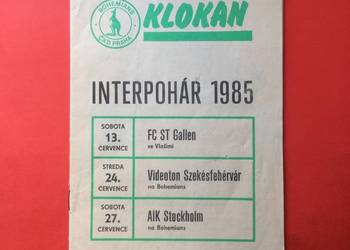 BOHEMIANS
ČKD PRAHA
KLOKAN
INTERPOHÁR 1985
SOBOTA
13.
ČERVENCE
FC ST Gallen
ve Vlašimi
STŘEDA
24.
ČERVENCE
Videoton Szekésfehérvár
na Bohemians
SOBOTA
27.
ČERVENCE
AIK Stockholm
na Bohemians